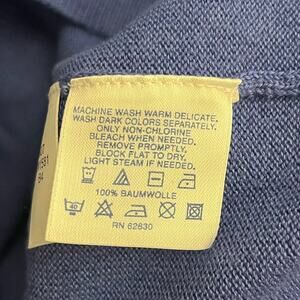 MACHINE WASH WARM DELICATE.
WASH DARK COLORS SEPARATELY.
ONLY NON-CHLORINE
BLEACH WHEN NEEDED.
REMOVE PROMPTLY.
BLOCK FLAT TO DRY.
LIGHT STEAM IF NEEDED.
100% BAUMWOLLE
40
RN 62630